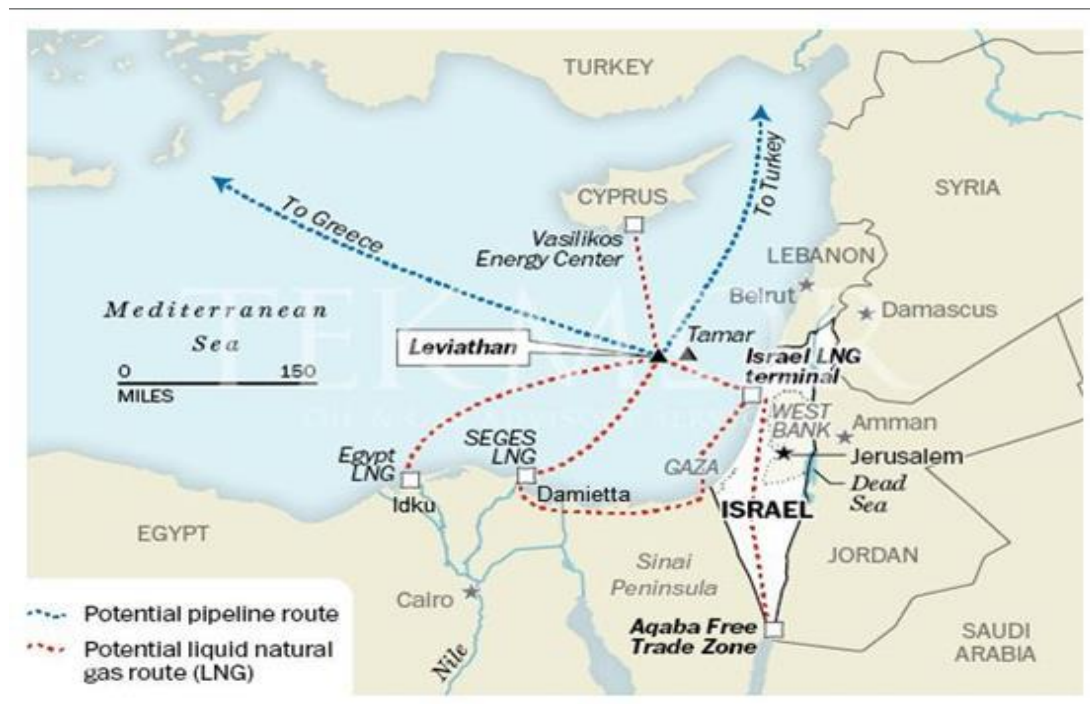 TURKEY
To Greece
To Turkey
CYPRUS
SYRIA
Vasilikos
Energy Center
LEBANON
Beirut
Damascus
Mediterranean
Sea
0 150
MILES
Leviathan
Tamar
Israel LNG
terminal
WEST
BANK
Amman
Jerusalem
Dead
Sea
Egypt
LNG
Idku
SEGES
LNG
Damietta
GAZA
ISRAEL
EGYPT
Sinai
Peninsula
JORDAN
Cairo
Nile
Aqaba Free
Trade Zone
SAUDI
ARABIA
Potential pipeline route
Potential liquid natural
gas route (LNG)